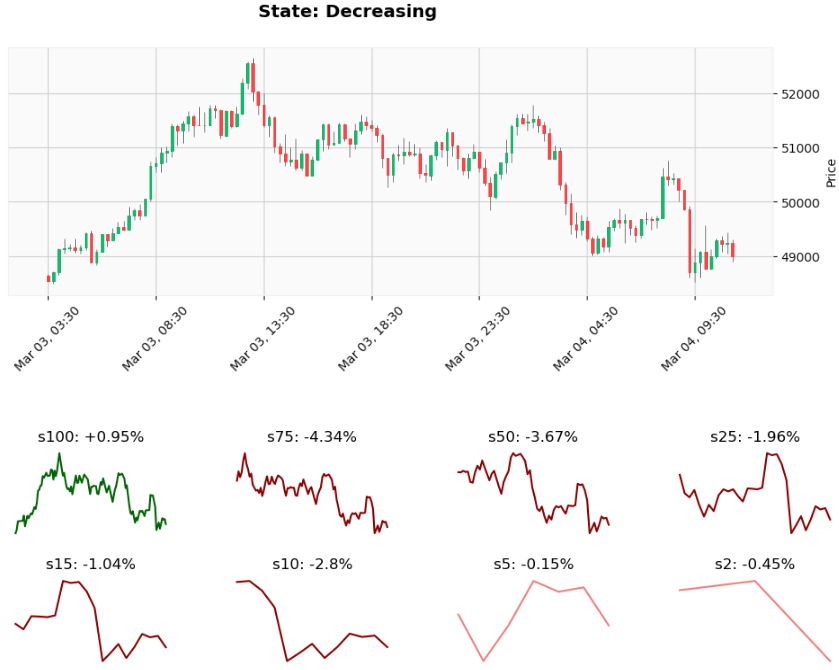 State: Decreasing
52000
51000
50000
49000
Price
Mar 03, 03:30
Mar 03, 08:30
Mar 03, 13:30
Mar 03, 18:30
Mar 03, 23:30
Mar 04, 04:30
Mar 04, 09:30
s100: +0.95%
s75: -4.34%
s50: -3.67%
s25: -1.96%
s15: -1.04%
s10: -2.8%
s5: -0.15%
s2: -0.45%